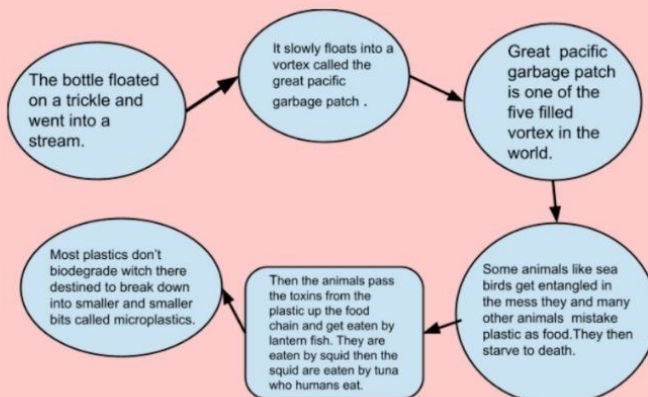 The bottle floated
on a trickle and
went into a
stream.
It slowly floats into a
vortex called the
great pacific
garbage patch .
Great pacific
garbage patch
is one of the
five filled
vortex in the
world.
Some animals like sea
birds get entangled in
the mess they and many
other animals mistake
plastic as food.They then
starve to death.
Then the animals pass
the toxins from the
plastic up the food
chain and get eaten by
lantern fish. They are
eaten by squid then the
squid are eaten by tuna
who humans eat.
Most plastics don't
biodegrade witch there
destined to break down
into smaller and smaller
bits called microplastics.